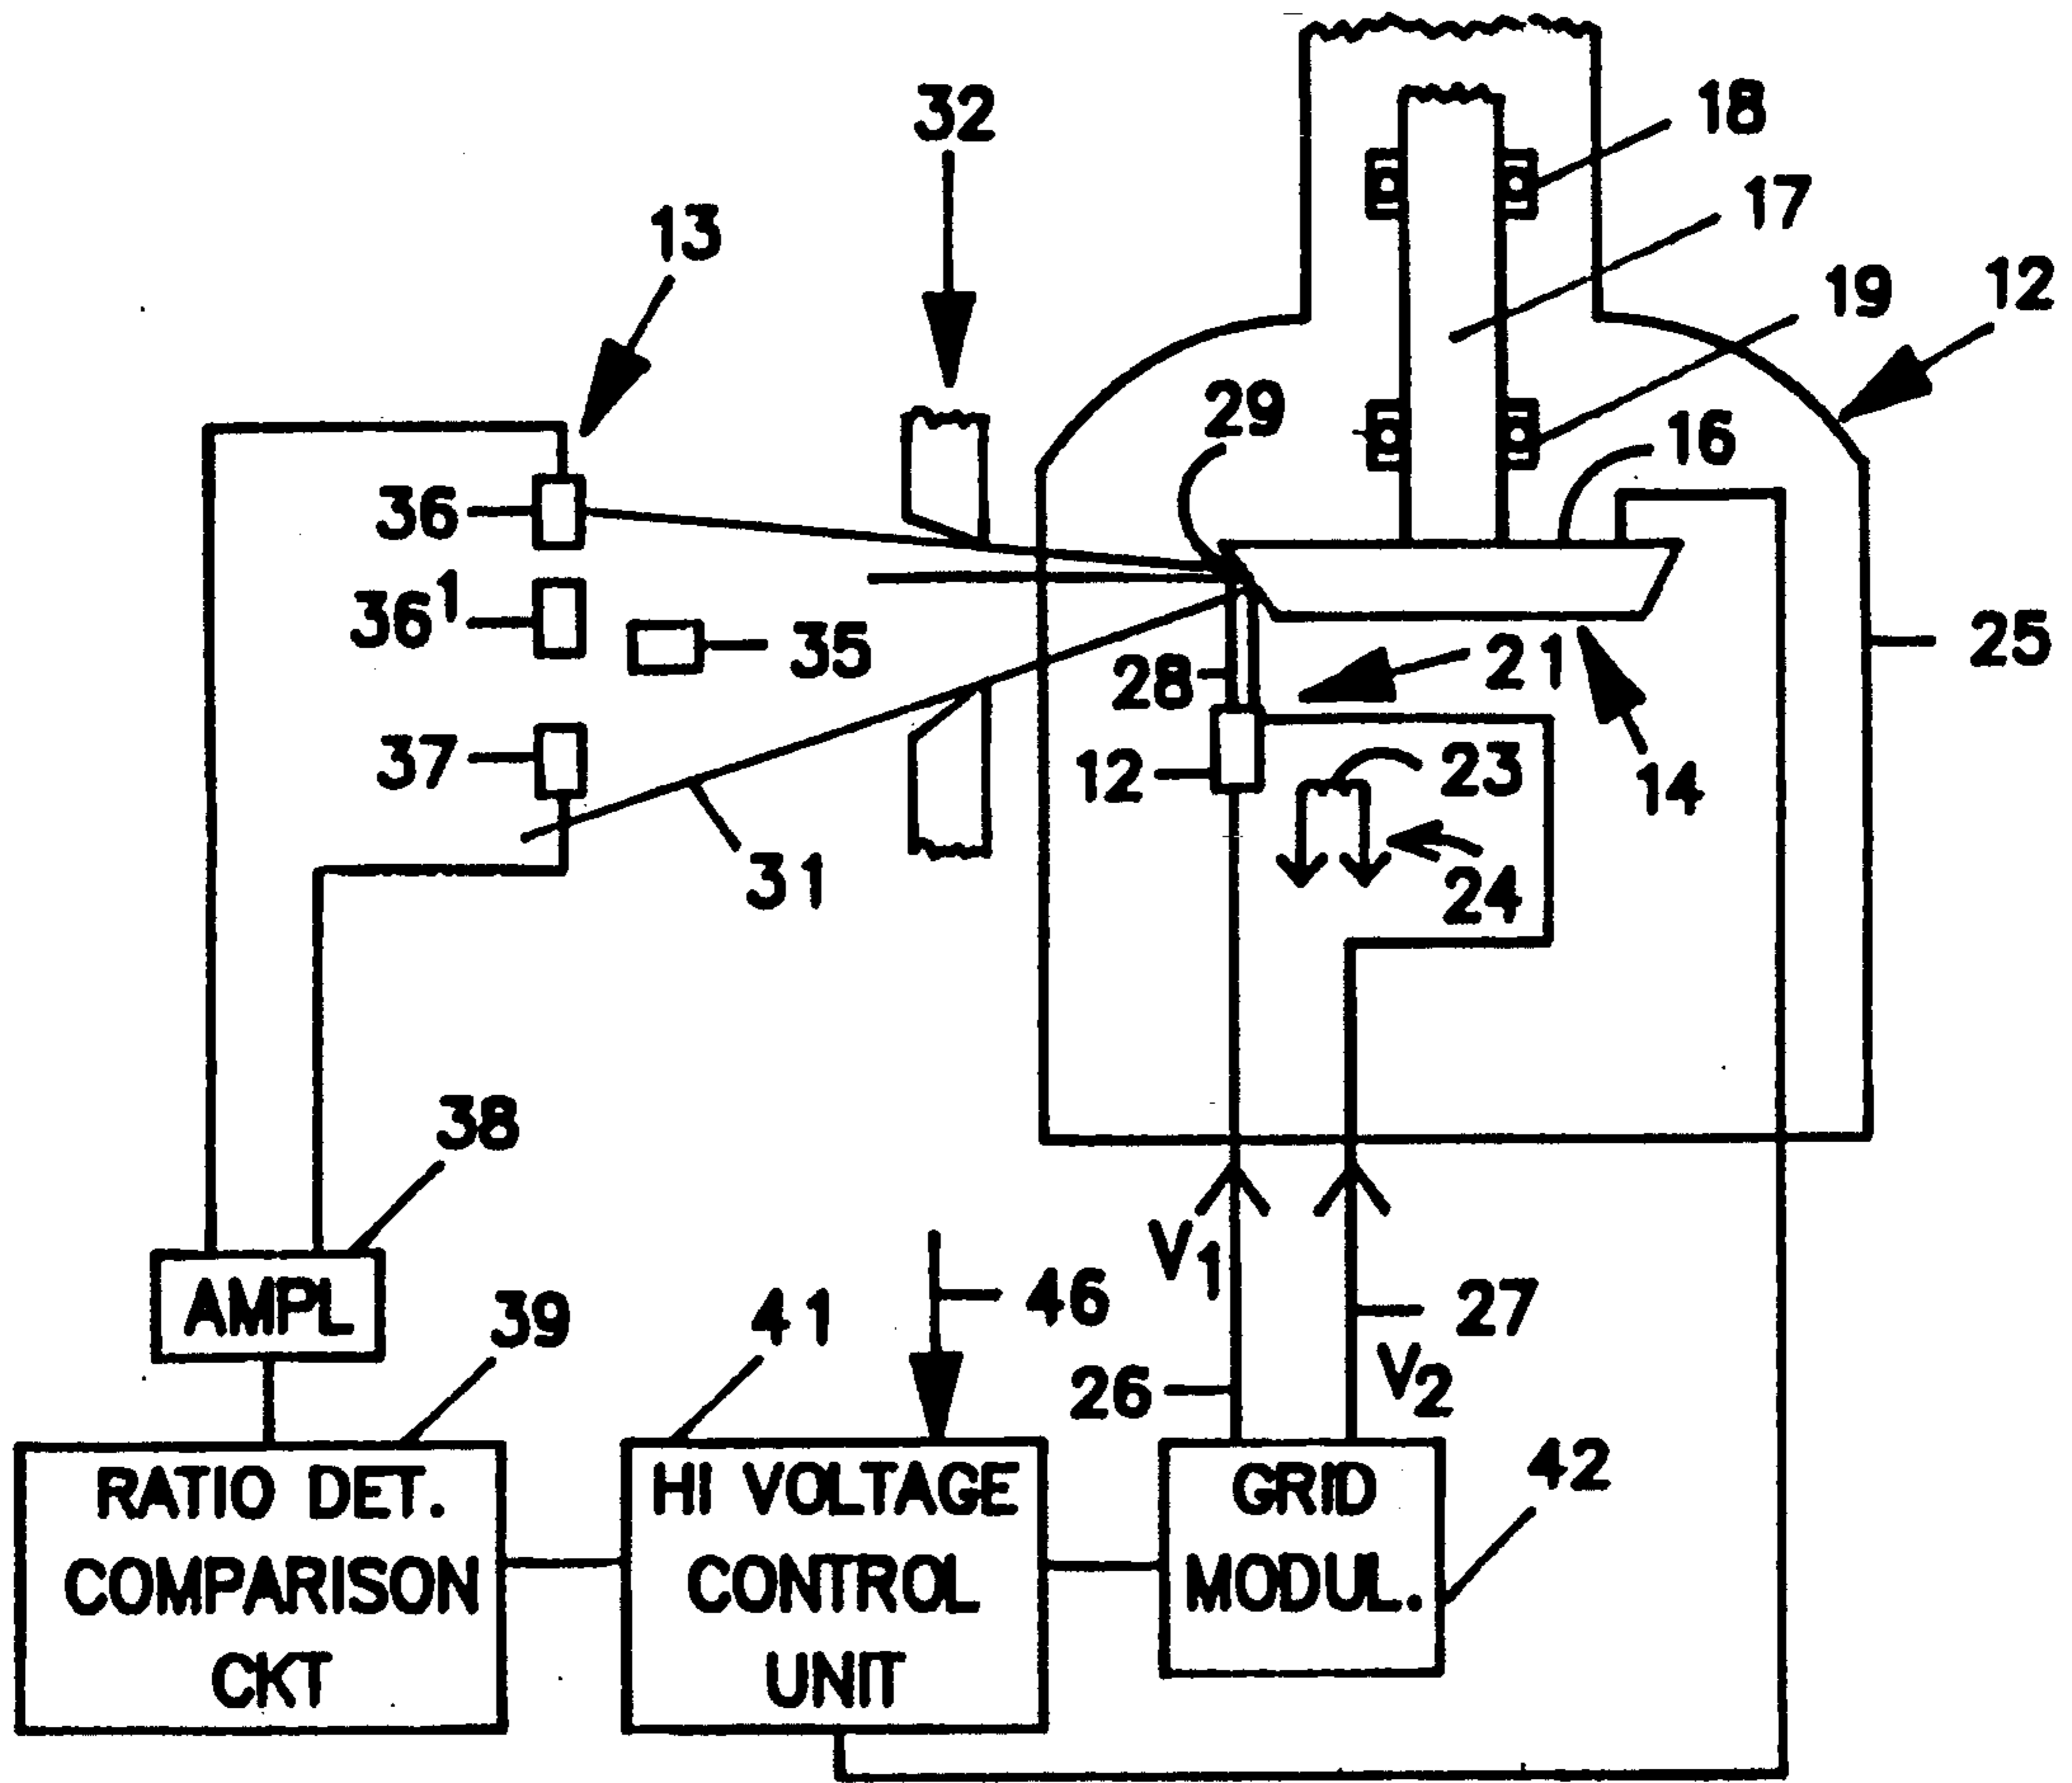 32
18
17
13
19
12
29
16
36
36¹
35
25
28
21
37
12
23
14
31
24
38
V₁
46
27
AMPL
39
41
26
V₂
RATIO DET.
COMPARISON
CKT
HI VOLTAGE
CONTROL
UNIT
GRID
MODUL.
42